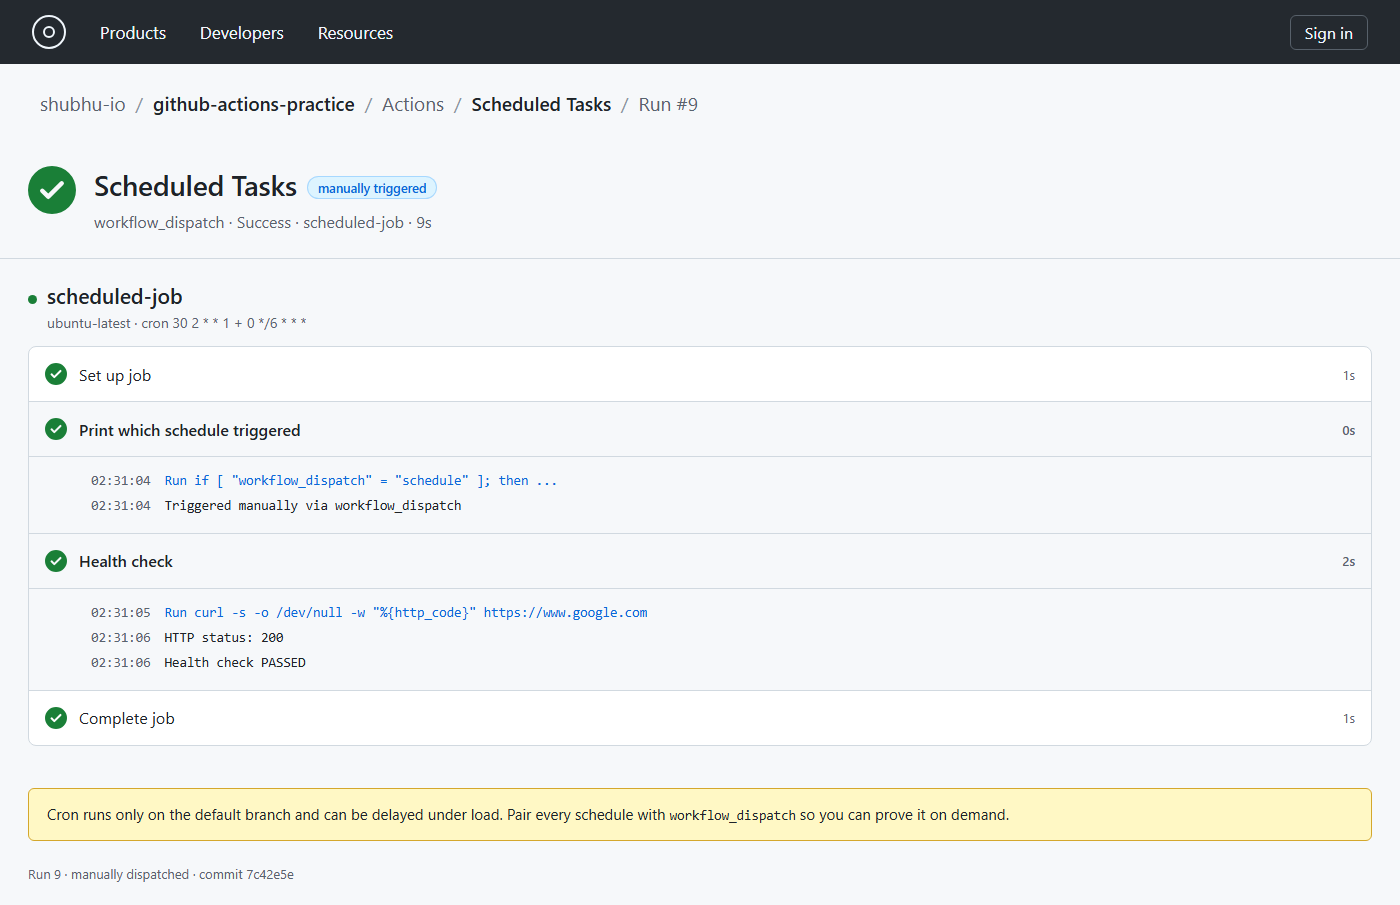 Products Developers Resources Sign in
shubhu-io / github-actions-practice / Actions / Scheduled Tasks / Run #9
Scheduled Tasks manually triggered
workflow_dispatch · Success · scheduled-job · 9s
scheduled-job
ubuntu-latest · cron 30 2 * * 1 + 0 */6 * * *
Set up job 1s
Print which schedule triggered 0s
02:31:04 Run if [ "workflow_dispatch" = "schedule" ]; then ...
02:31:04 Triggered manually via workflow_dispatch
Health check 2s
02:31:05 Run curl -s -o /dev/null -w "%{http_code}" https://www.google.com
02:31:06 HTTP status: 200
02:31:06 Health check PASSED
Complete job 1s
Cron runs only on the default branch and can be delayed under load. Pair every schedule with workflow_dispatch so you can prove it on demand.
Run 9 · manually dispatched · commit 7c42e5e